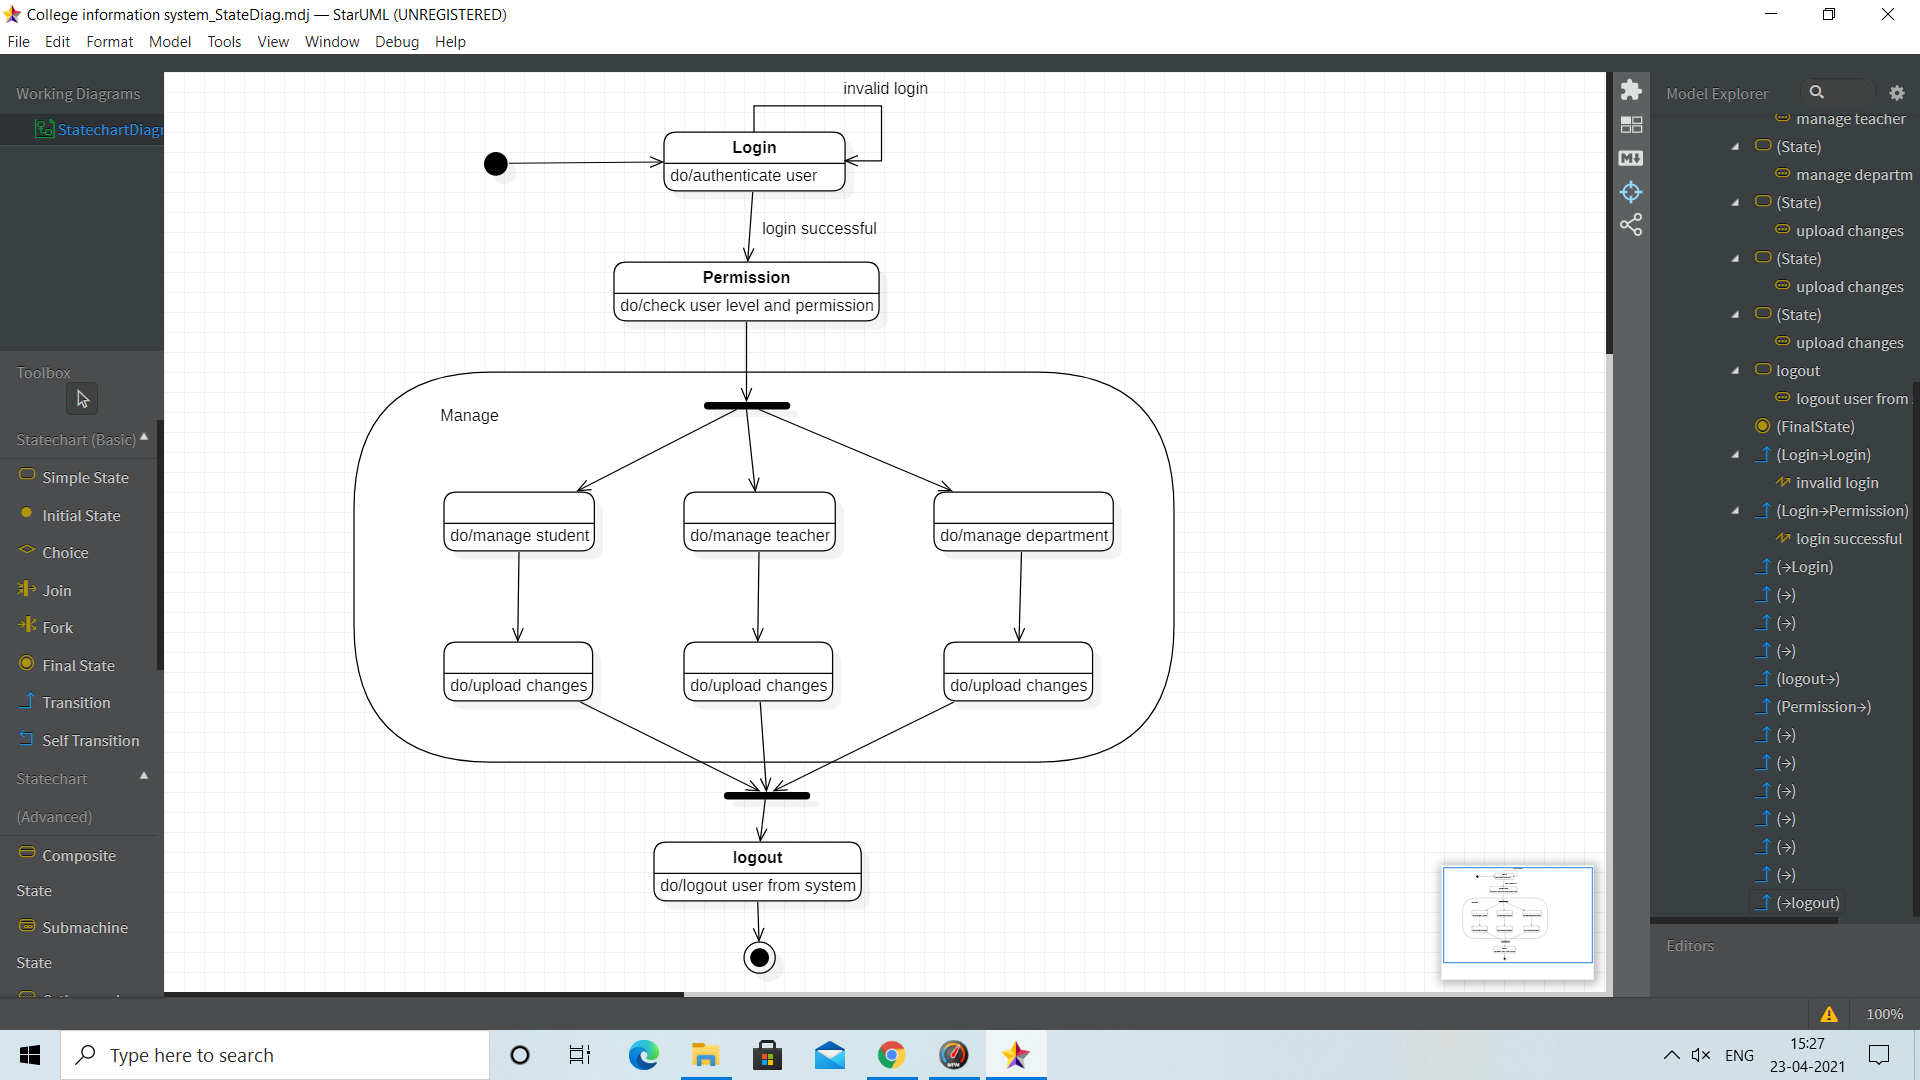 College information system_StateDiag.mdj — StarUML (UNREGISTERED)
File Edit Format Model Tools View Window Debug Help
Working Diagrams
StatechartDiagr
Toolbox
Statechart (Basic)
Simple State
Initial State
Choice
Join
Fork
Final State
Transition
Self Transition
Statechart
(Advanced)
Composite
State
Submachine
State
invalid login
Login
do/authenticate user
login successful
Permission
do/check user level and permission
Manage
do/manage student
do/manage teacher
do/manage department
do/upload changes
do/upload changes
do/upload changes
logout
do/logout user from system
Model Explorer
manage teacher
(State)
manage departm
(State)
upload changes
(State)
upload changes
(State)
upload changes
logout
logout user from
(FinalState)
(Login→Login)
invalid login
(Login→Permission)
login successful
(→Login)
(→)
(→)
(→)
(logout→)
(Permission→)
(→)
(→)
(→)
(→)
(→)
(→)
(→logout)
Editors
100%
Type here to search
ENG
15:27
23-04-2021